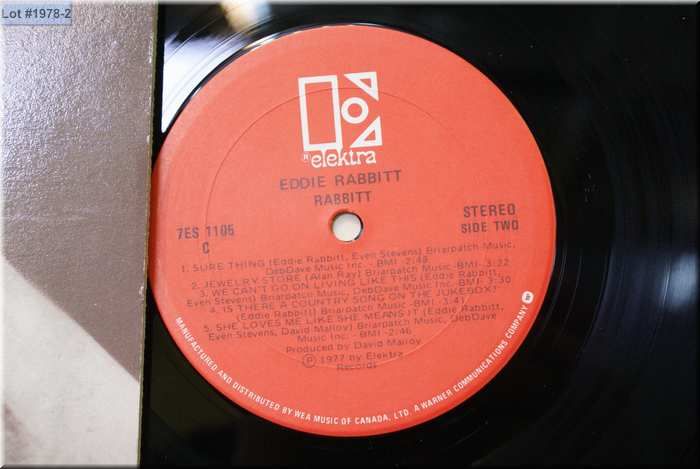 Lot #1978-2
® elektra
EDDIE RABBITT
RABBITT
7ES 1105
C
STEREO
SIDE TWO
1. SURE THING (Eddie Rabbitt, Even Stevens) Briarpatch Music,
DebDave Music Inc. - BMI -2:48
2. JEWELRY STORE (Alan Ray) Briarpatch Music -BMI- 3:22
3. WE CAN'T GO ON LIVING LIKE THIS (Eddie Rabbitt,
Even Stevens) Briarpatch Music, DebDave Music Inc.- BMI- 3:30
4. IS THERE A COUNTRY SONG ON THE JUKEBOX?
(Eddie Rabbitt) Briarpatch Music - BMI- 3:41
5. SHE LOVES ME LIKE SHE MEANS IT (Eddie Rabbitt,
Even Stevens, David Malloy) Briarpatch Music, DebDave
Music Inc. - BMI -2:46
Produced by David Malloy
Ⓟ 1977 by Elektra
Records
MANUFACTURED AND DISTRIBUTED BY WEA MUSIC OF CANADA, LTD. A WARNER COMMUNICATIONS COMPANY